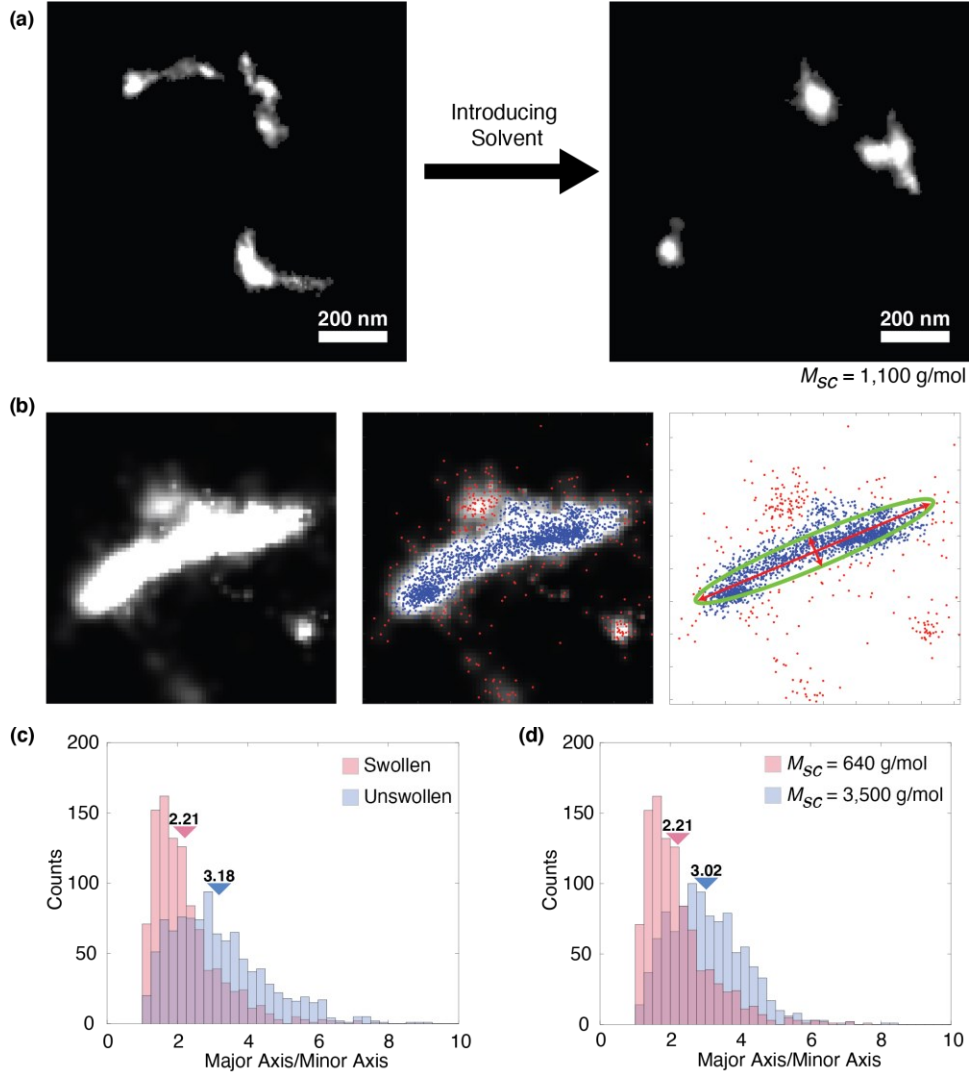 (a)
Introducing
Solvent
200 nm
200 nm
M_SC = 1,100 g/mol
(b)
(c)
200
150
100
50
0
Counts
Swollen
Unswollen
2.21
3.18
0 2 4 6 8 10
Major Axis/Minor Axis
(d)
200
150
100
50
0
Counts
M_SC = 640 g/mol
M_SC = 3,500 g/mol
2.21
3.02
0 2 4 6 8 10
Major Axis/Minor Axis